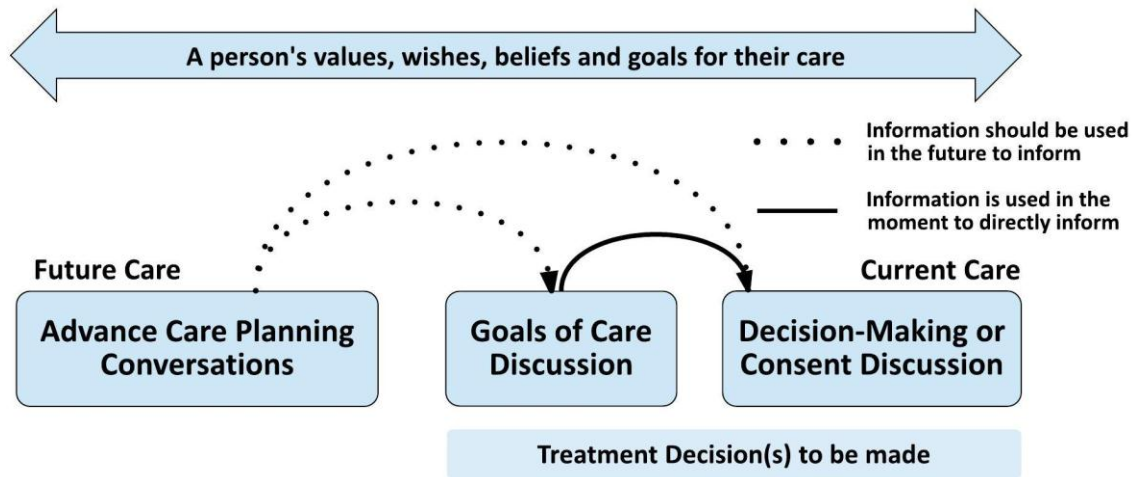 A person's values, wishes, beliefs and goals for their care
Information should be used
in the future to inform
Information is used in the
moment to directly inform
Future Care
Current Care
Advance Care Planning
Conversations
Goals of Care
Discussion
Decision-Making or
Consent Discussion
Treatment Decision(s) to be made